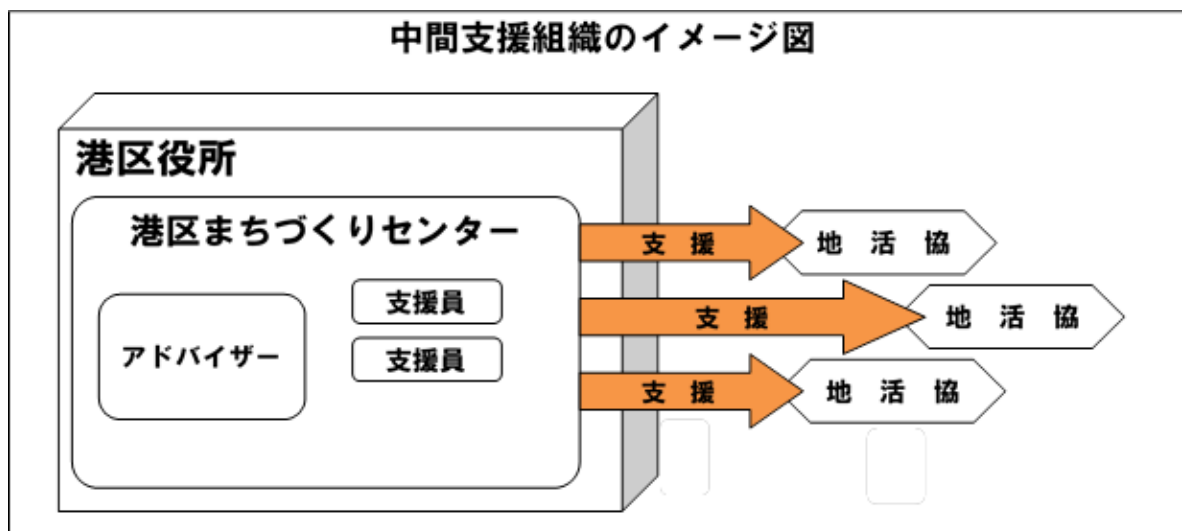 中間支援組織のイメージ図
港区役所
港区まちづくりセンター
アドバイザー
支援員
支援員
支　援
地　活　協
支　援
地　活　協
支　援
地　活　協